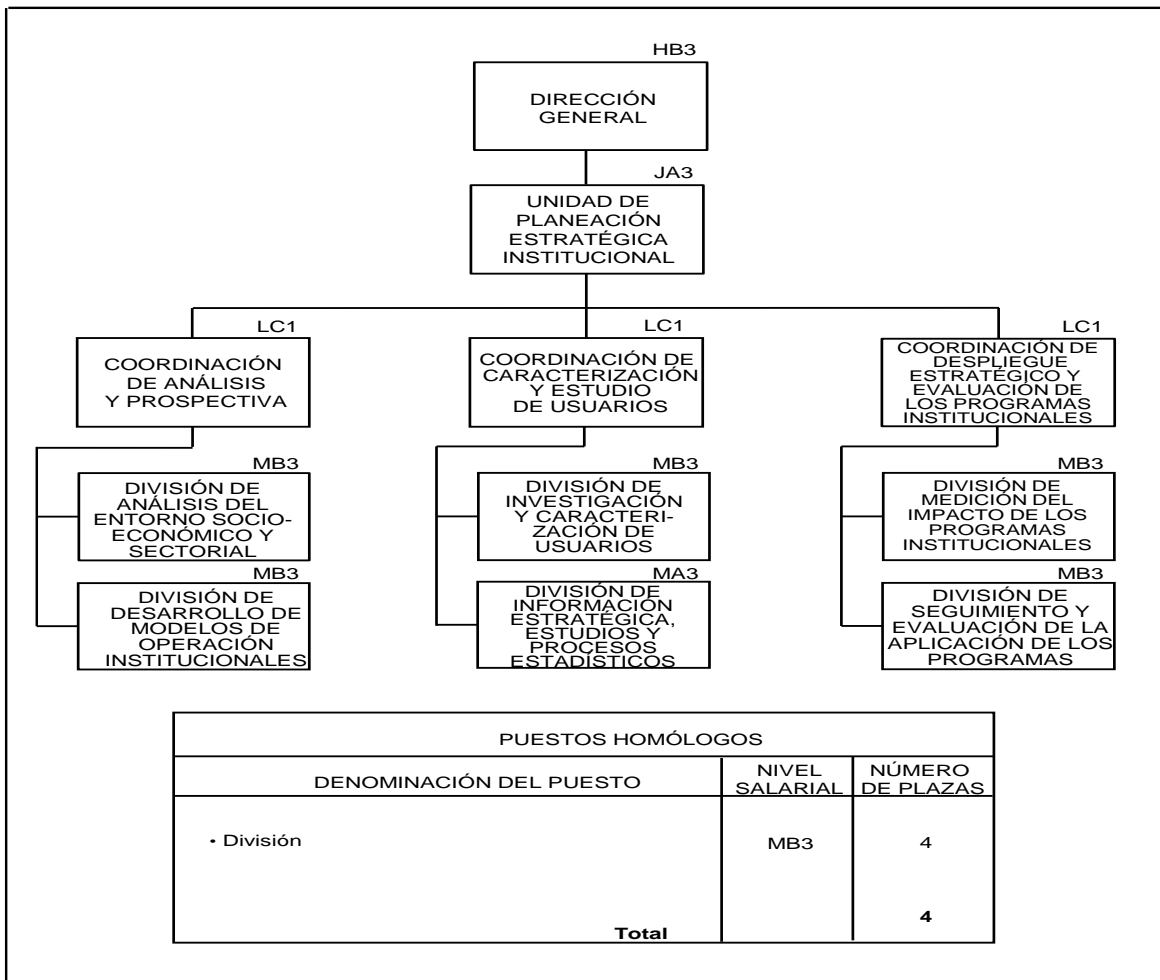 HB3
DIRECCIÓN
GENERAL
JA3
UNIDAD DE
PLANEACIÓN
ESTRATÉGICA
INSTITUCIONAL
LC1
COORDINACIÓN
DE ANÁLISIS
Y PROSPECTIVA
LC1
COORDINACIÓN DE
CARACTERIZACIÓN
Y ESTUDIO
DE USUARIOS
LC1
COORDINACIÓN DE
DESPLIEGUE
ESTRATÉGICO Y
EVALUACIÓN DE
LOS PROGRAMAS
INSTITUCIONALES
MB3
DIVISIÓN DE
ANÁLISIS DEL
ENTORNO SOCIO-
ECONÓMICO Y
SECTORIAL
MB3
DIVISIÓN DE
DESARROLLO DE
MODELOS DE
OPERACIÓN
INSTITUCIONALES
MB3
DIVISIÓN DE
INVESTIGACIÓN
Y CARACTERI-
ZACIÓN DE
USUARIOS
MA3
DIVISIÓN DE
INFORMACIÓN
ESTRATÉGICA,
ESTUDIOS Y
PROCESOS
ESTADÍSTICOS
MB3
DIVISIÓN DE
MEDICIÓN DEL
IMPACTO DE LOS
PROGRAMAS
INSTITUCIONALES
MB3
DIVISIÓN DE
SEGUIMIENTO Y
EVALUACIÓN DE LA
APLICACIÓN DE LOS
PROGRAMAS
PUESTOS HOMÓLOGOS
DENOMINACIÓN DEL PUESTO
NIVEL
SALARIAL
NÚMERO
DE PLAZAS
• División MB3 4
4
Total